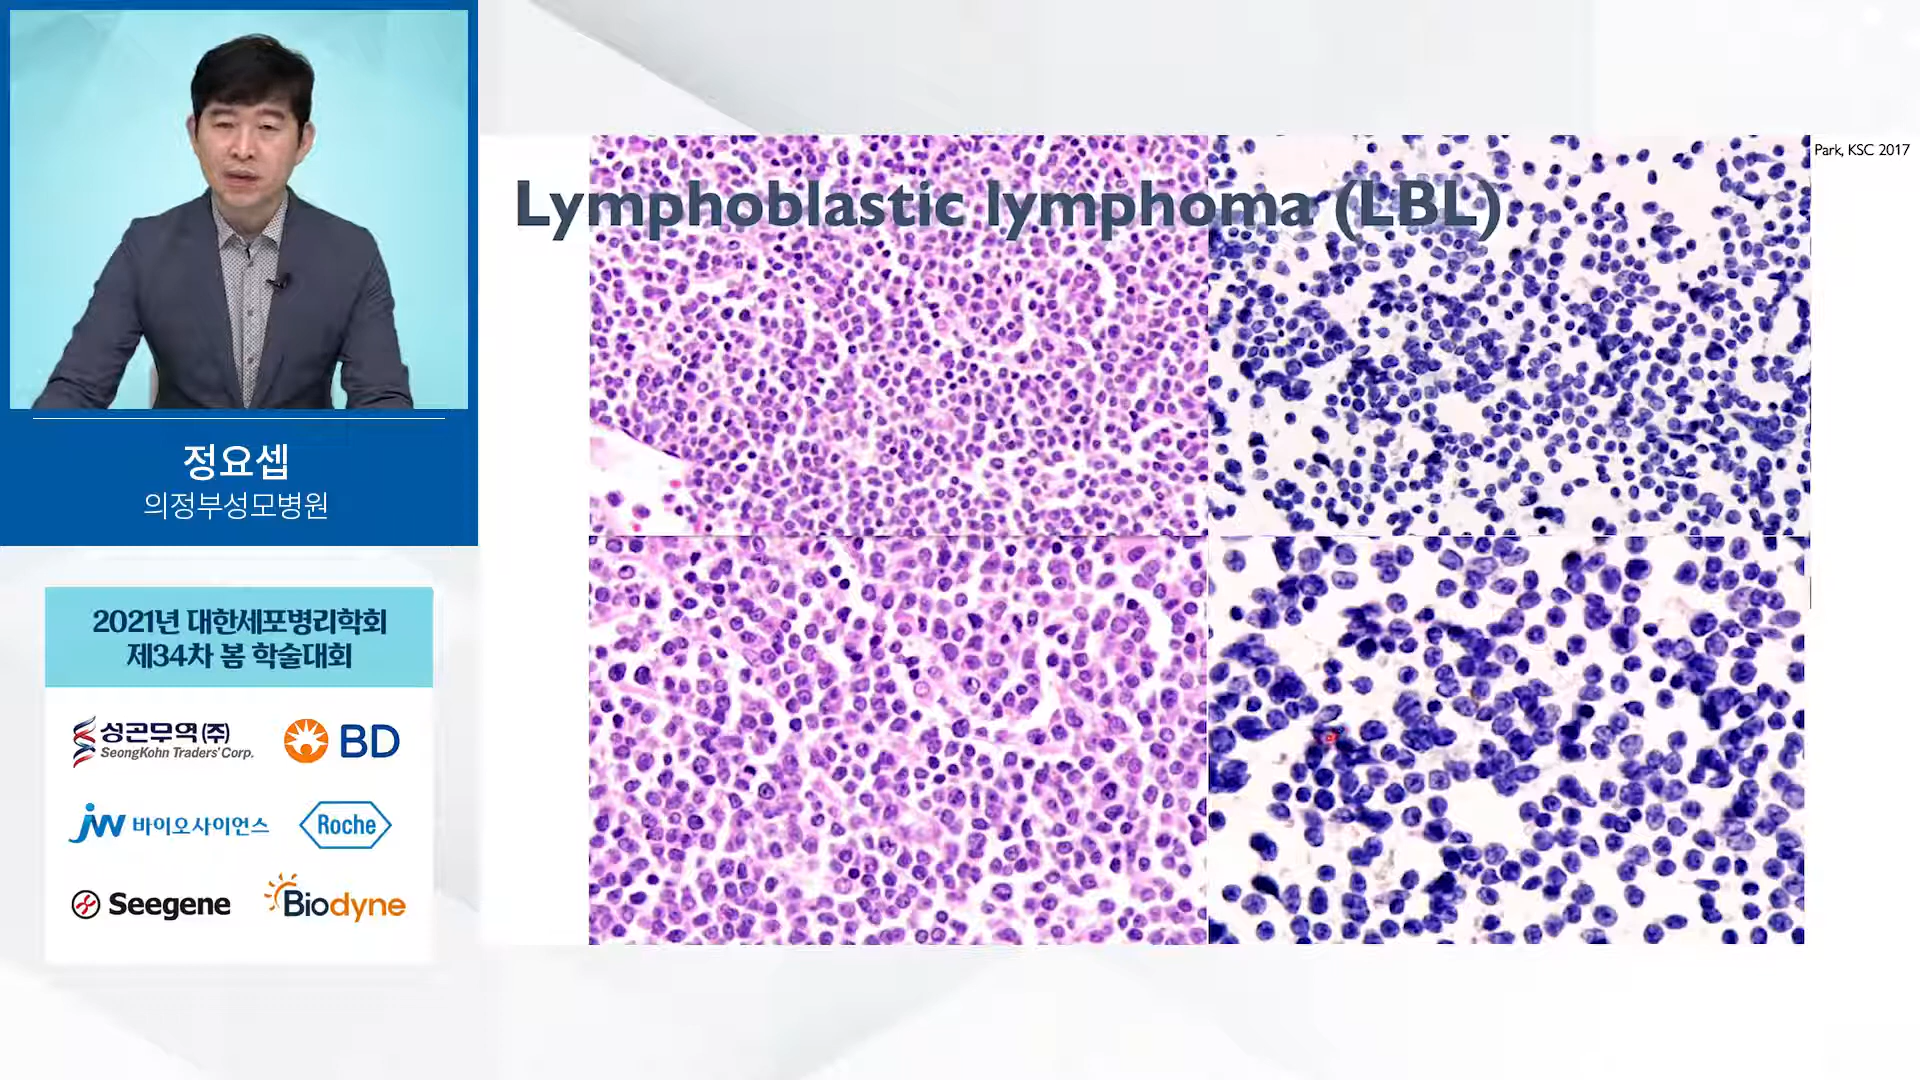 Park, KSC 2017
Lymphoblastic lymphoma (LBL)
정요셉
의정부성모병원
2021년 대한세포병리학회
제34차 봄 학술대회
성곤무역(주)
SeongKohn Traders' Corp.
BD
jw 바이오사이언스
Roche
Seegene
Biodyne